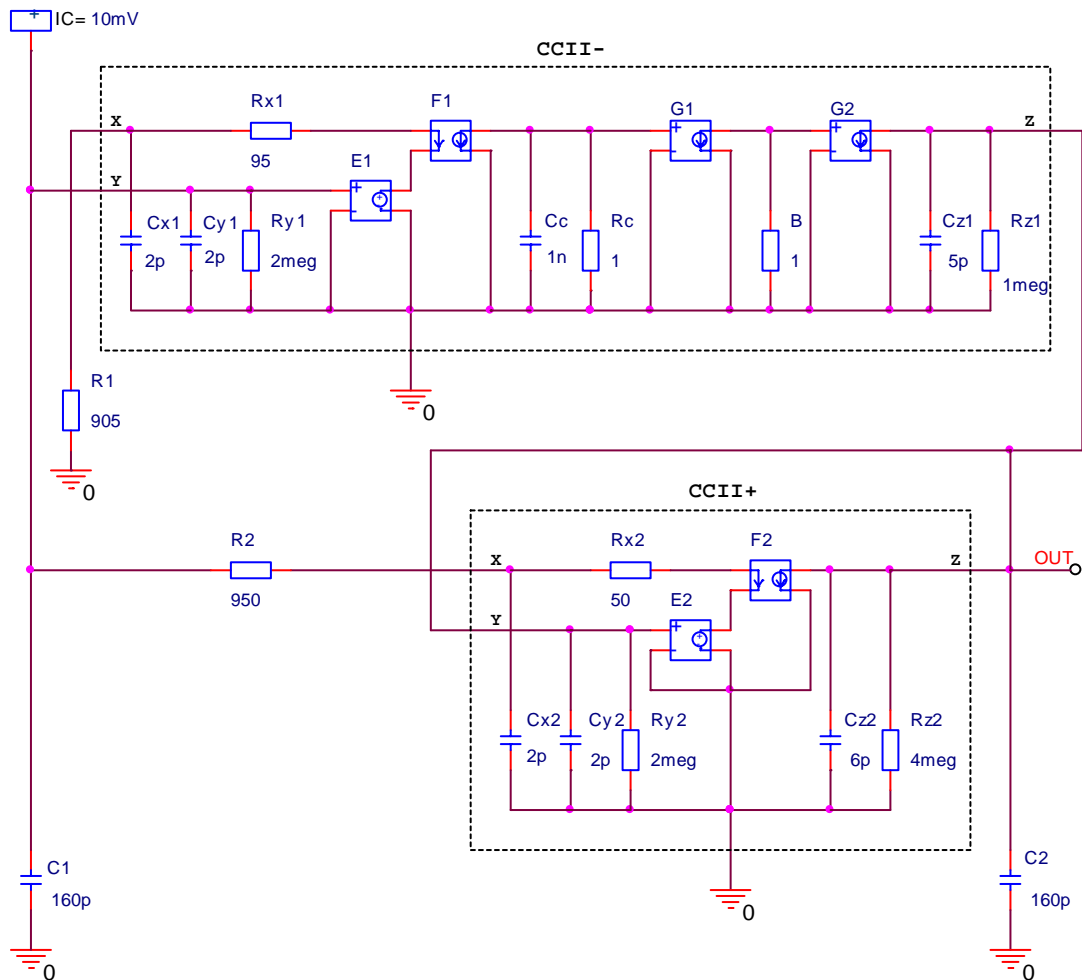 IC= 10mV
CCII-
X
Rx1
95
F1
G1
G2
Z
Y
E1
Cx1
2p
Cy1
2p
Ry1
2meg
Cc
1n
Rc
1
B
1
Cz1
5p
Rz1
1meg
R1
905
0
0
CCII+
R2
950
X
Rx2
50
F2
Z
OUT
Y
E2
Cx2
2p
Cy2
2p
Ry2
2meg
Cz2
6p
Rz2
4meg
C1
160p
0
0
C2
160p
0